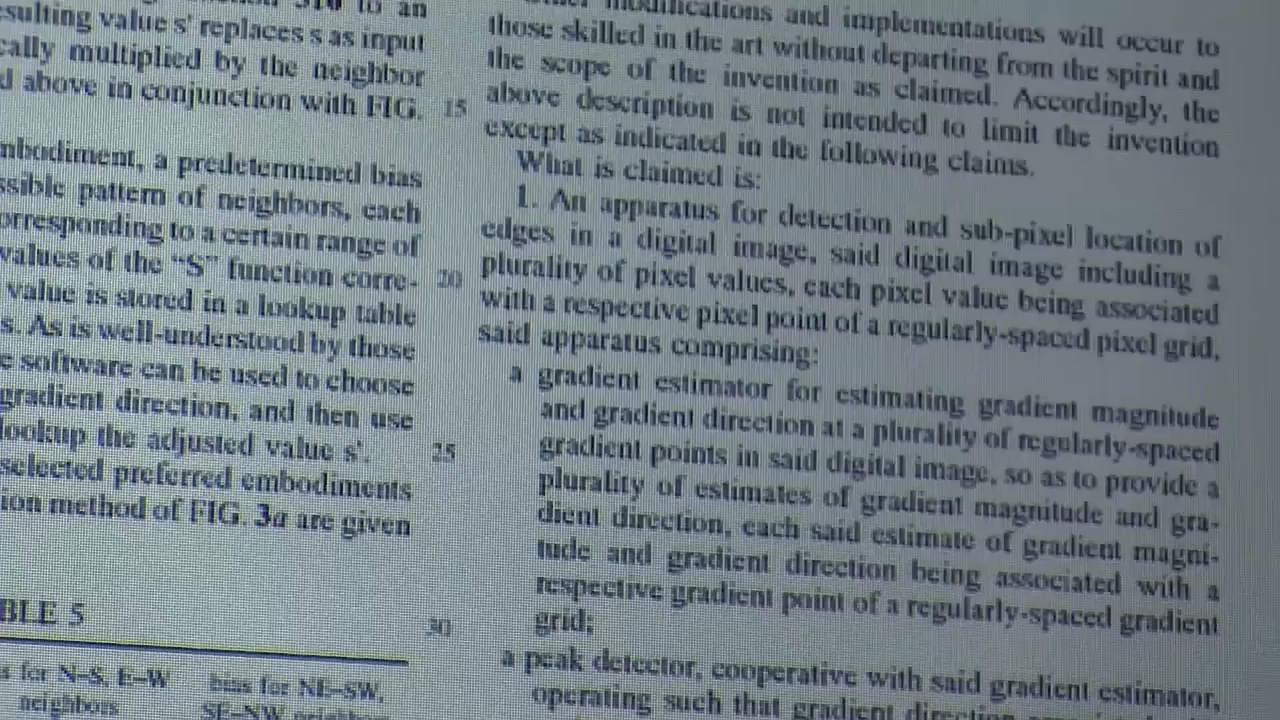 to an
sulting value s' replaces s as input
cally multiplied by the neighbor
d above in conjunction with FIG.
nbodiment, a predetermined bias
ssible pattern of neighbors, each
orresponding to a certain range of
values of the “S” function corre-
value is stored in a lookup table
s. As is well-understood by those
e software can be used to choose
gradient direction, and then use
lookup the adjusted value s'.
selected preferred embodiments
ion method of FIG. 3a are given
BLE 5
s for N–S, E–W
neighbors
bias for NE–SW,
SE–NW neighbors
15
20
25
30
modifications and implementations will occur to
those skilled in the art without departing from the spirit and
the scope of the invention as claimed. Accordingly, the
above description is not intended to limit the invention
except as indicated in the following claims.
What is claimed is:
1. An apparatus for detection and sub-pixel location of
edges in a digital image, said digital image including a
plurality of pixel values, each pixel value being associated
with a respective pixel point of a regularly-spaced pixel grid,
said apparatus comprising:
a gradient estimator for estimating gradient magnitude
and gradient direction at a plurality of regularly-spaced
gradient points in said digital image, so as to provide a
plurality of estimates of gradient magnitude and gra-
dient direction, each said estimate of gradient magni-
tude and gradient direction being associated with a
respective gradient point of a regularly-spaced gradient
grid;
a peak detector, cooperative with said gradient estimator,
operating such that gradient direction